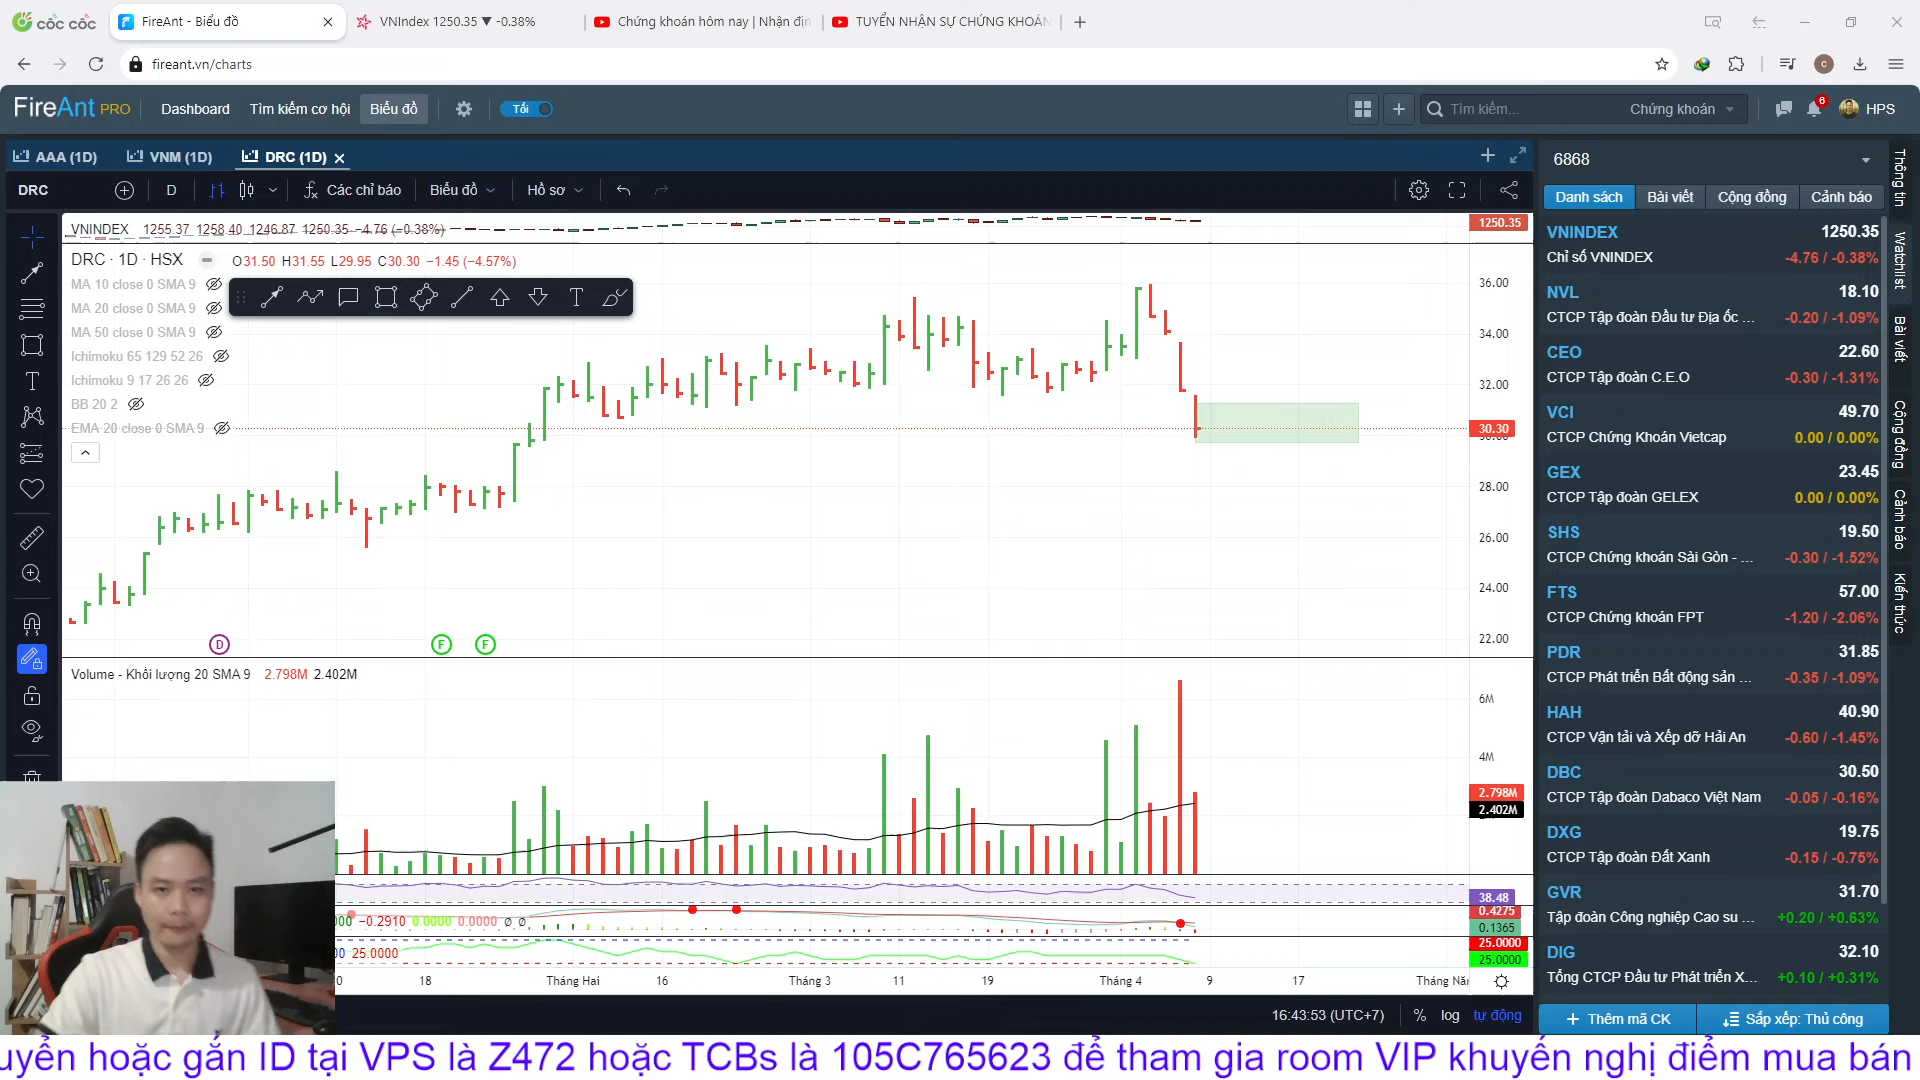 cốc cốc
FireAnt - Biểu đồ
VNIndex 1250.35 ▼ -0.38%
Chứng khoán hôm nay | Nhận địn
TUYỂN NHẬN SỰ CHỨNG KHOÁN
fireant.vn/charts
FireAnt PRO
Dashboard
Tìm kiếm cơ hội
Biểu đồ
Tối
Tìm kiếm...
Chứng khoán
6
HPS
AAA (1D)
VNM (1D)
DRC (1D)
DRC
D
Các chỉ báo
Biểu đồ
Hồ sơ
VNINDEX 1255.37 1258.40 1246.87 1250.35 −4.76 (−0.38%)
1250.35
DRC · 1D · HSX
O31.50 H31.55 L29.95 C30.30 −1.45 (−4.57%)
MA 10 close 0 SMA 9
MA 20 close 0 SMA 9
MA 50 close 0 SMA 9
Ichimoku 65 129 52 26
Ichimoku 9 17 26 26
BB 20 2
EMA 20 close 0 SMA 9
36.00
34.00
32.00
30.30
28.00
26.00
24.00
22.00
D
F
F
Volume - Khối lượng 20 SMA 9 2.798M 2.402M
6M
4M
2.798M
2.402M
38.48
0.4275
0.1365
25.0000
25.0000
−0.2910 0.0000 0.0000 ∅ ∅
25.0000
18
Tháng Hai
16
Tháng 3
11
19
Tháng 4
9
17
Tháng Năm
16:43:53 (UTC+7)
%
log
tự động
6868
Danh sách
Bài viết
Cộng đồng
Cảnh báo
VNINDEX 1250.35
Chỉ số VNINDEX -4.76 / -0.38%
NVL 18.10
CTCP Tập đoàn Đầu tư Địa ốc ... -0.20 / -1.09%
CEO 22.60
CTCP Tập đoàn C.E.O -0.30 / -1.31%
VCI 49.70
CTCP Chứng Khoán Vietcap 0.00 / 0.00%
GEX 23.45
CTCP Tập đoàn GELEX 0.00 / 0.00%
SHS 19.50
CTCP Chứng khoán Sài Gòn - ... -0.30 / -1.52%
FTS 57.00
CTCP Chứng khoán FPT -1.20 / -2.06%
PDR 31.85
CTCP Phát triển Bất động sản ... -0.35 / -1.09%
HAH 40.90
CTCP Vận tải và Xếp dỡ Hải An -0.60 / -1.45%
DBC 30.50
CTCP Tập đoàn Dabaco Việt Nam -0.05 / -0.16%
DXG 19.75
CTCP Tập đoàn Đất Xanh -0.15 / -0.75%
GVR 31.70
Tập đoàn Công nghiệp Cao su ... +0.20 / +0.63%
DIG 32.10
Tổng CTCP Đầu tư Phát triển X... +0.10 / +0.31%
Thêm mã CK
Sắp xếp: Thủ công
Thông tin
Watchlist
Bài viết
Cộng đồng
Cảnh báo
Kiến thức
uyển hoặc gắn ID tại VPS là Z472 hoặc TCBs là 105C765623 để tham gia room VIP khuyến nghị điểm mua bán